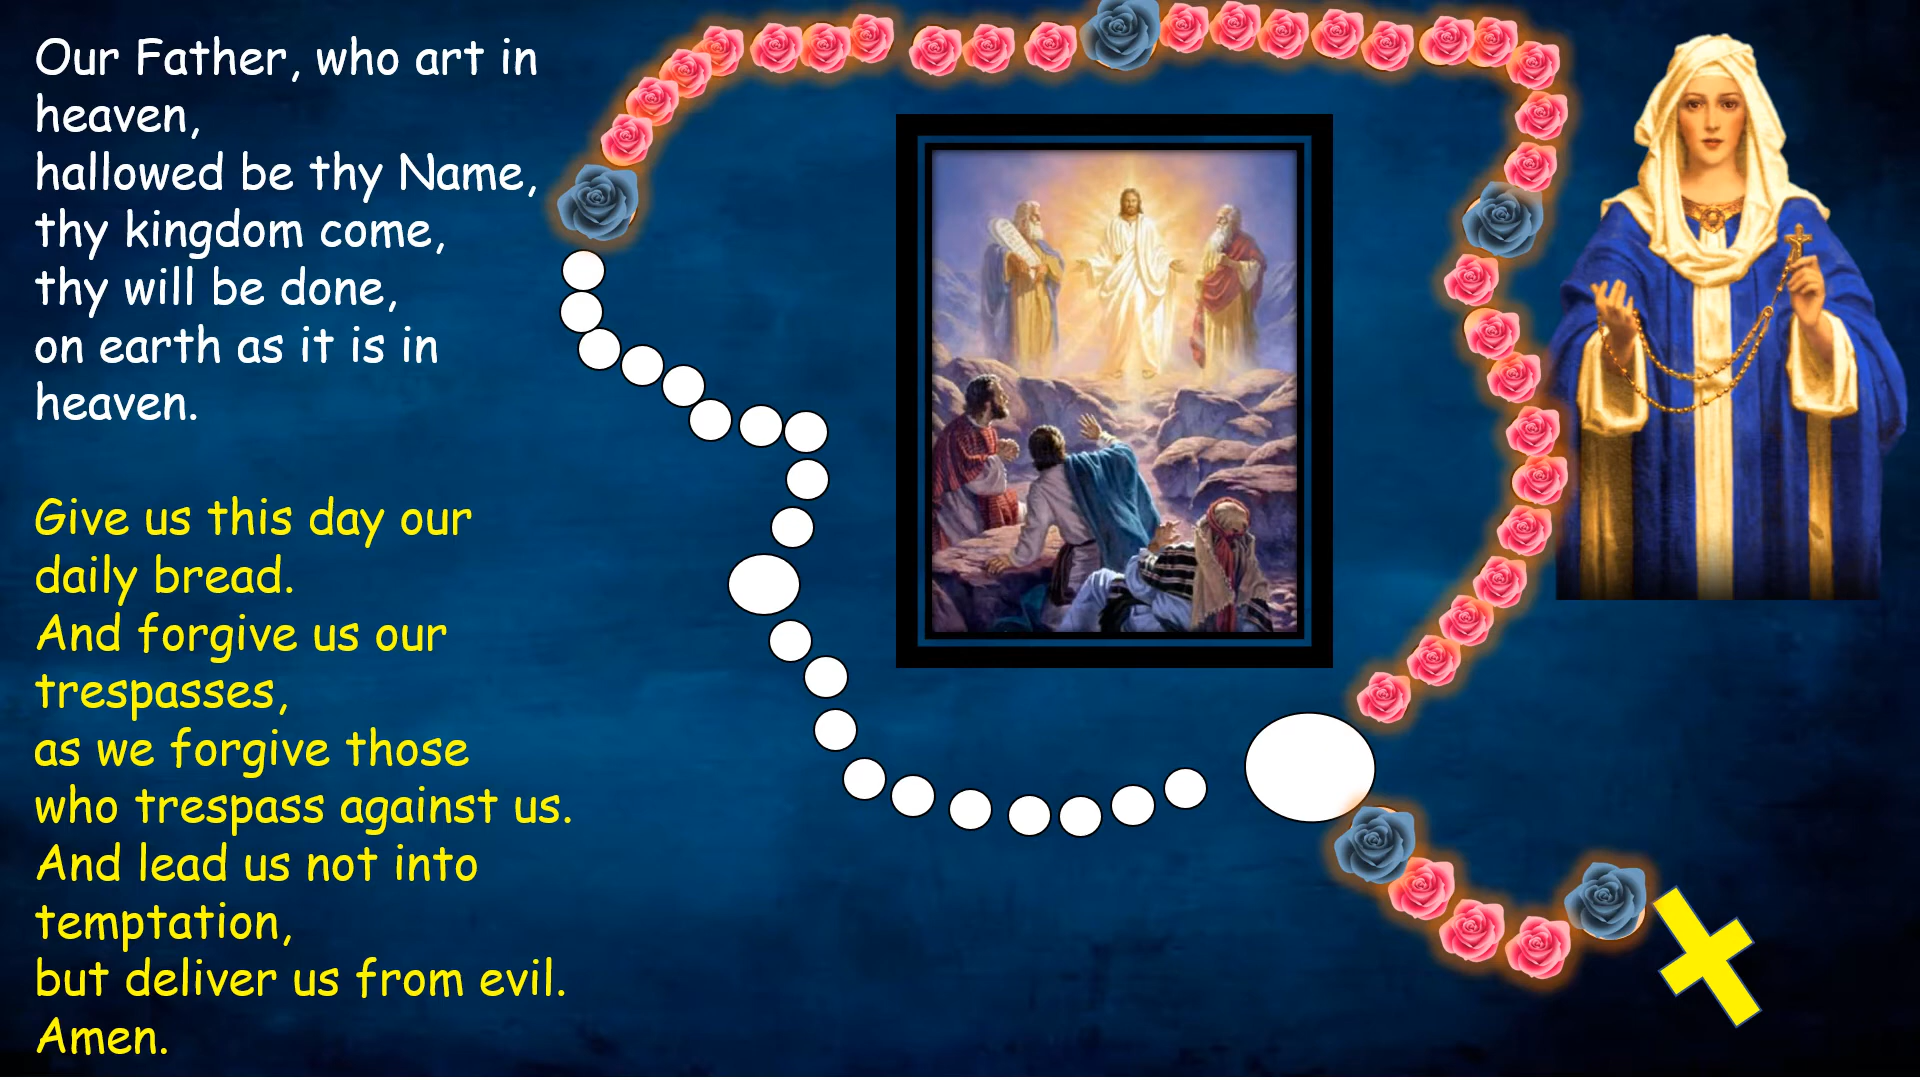 Our Father, who art in
heaven,
hallowed be thy Name,
thy kingdom come,
thy will be done,
on earth as it is in
heaven.
Give us this day our
daily bread.
And forgive us our
trespasses,
as we forgive those
who trespass against us.
And lead us not into
temptation,
but deliver us from evil.
Amen.